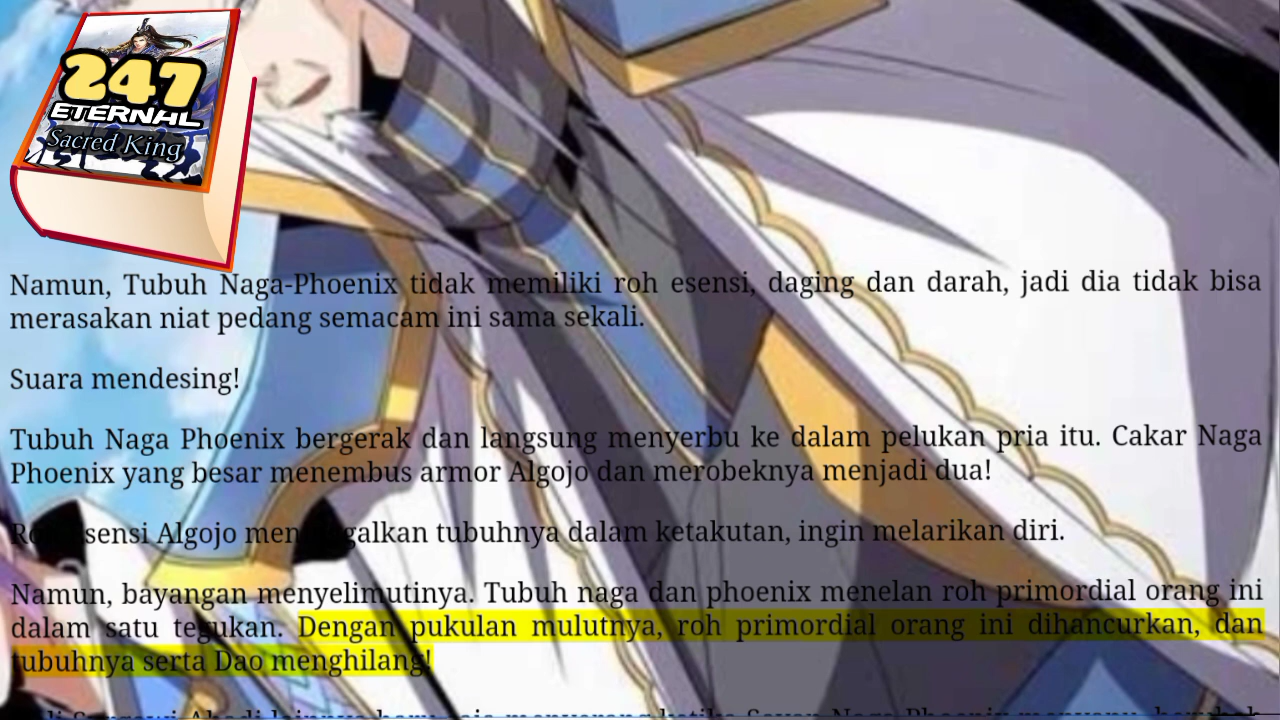 247
ETERNAL
Sacred King
Namun, Tubuh Naga-Phoenix tidak memiliki roh esensi, daging dan darah, jadi dia tidak bisa
merasakan niat pedang semacam ini sama sekali.
Suara mendesing!
Tubuh Naga Phoenix bergerak dan langsung menyerbu ke dalam pelukan pria itu. Cakar Naga
Phoenix yang besar menembus armor Algojo dan merobeknya menjadi dua!
Algojo tubuhnya dalam ketakutan, ingin melarikan diri.
Namun, bayangan menyelimutinya. Tubuh naga dan phoenix menelan roh primordial orang ini
dalam satu tegukan. Dengan pukulan mulutnya, roh primordial orang ini dihancurkan, dan
tubuhnya serta Dao menghilang!